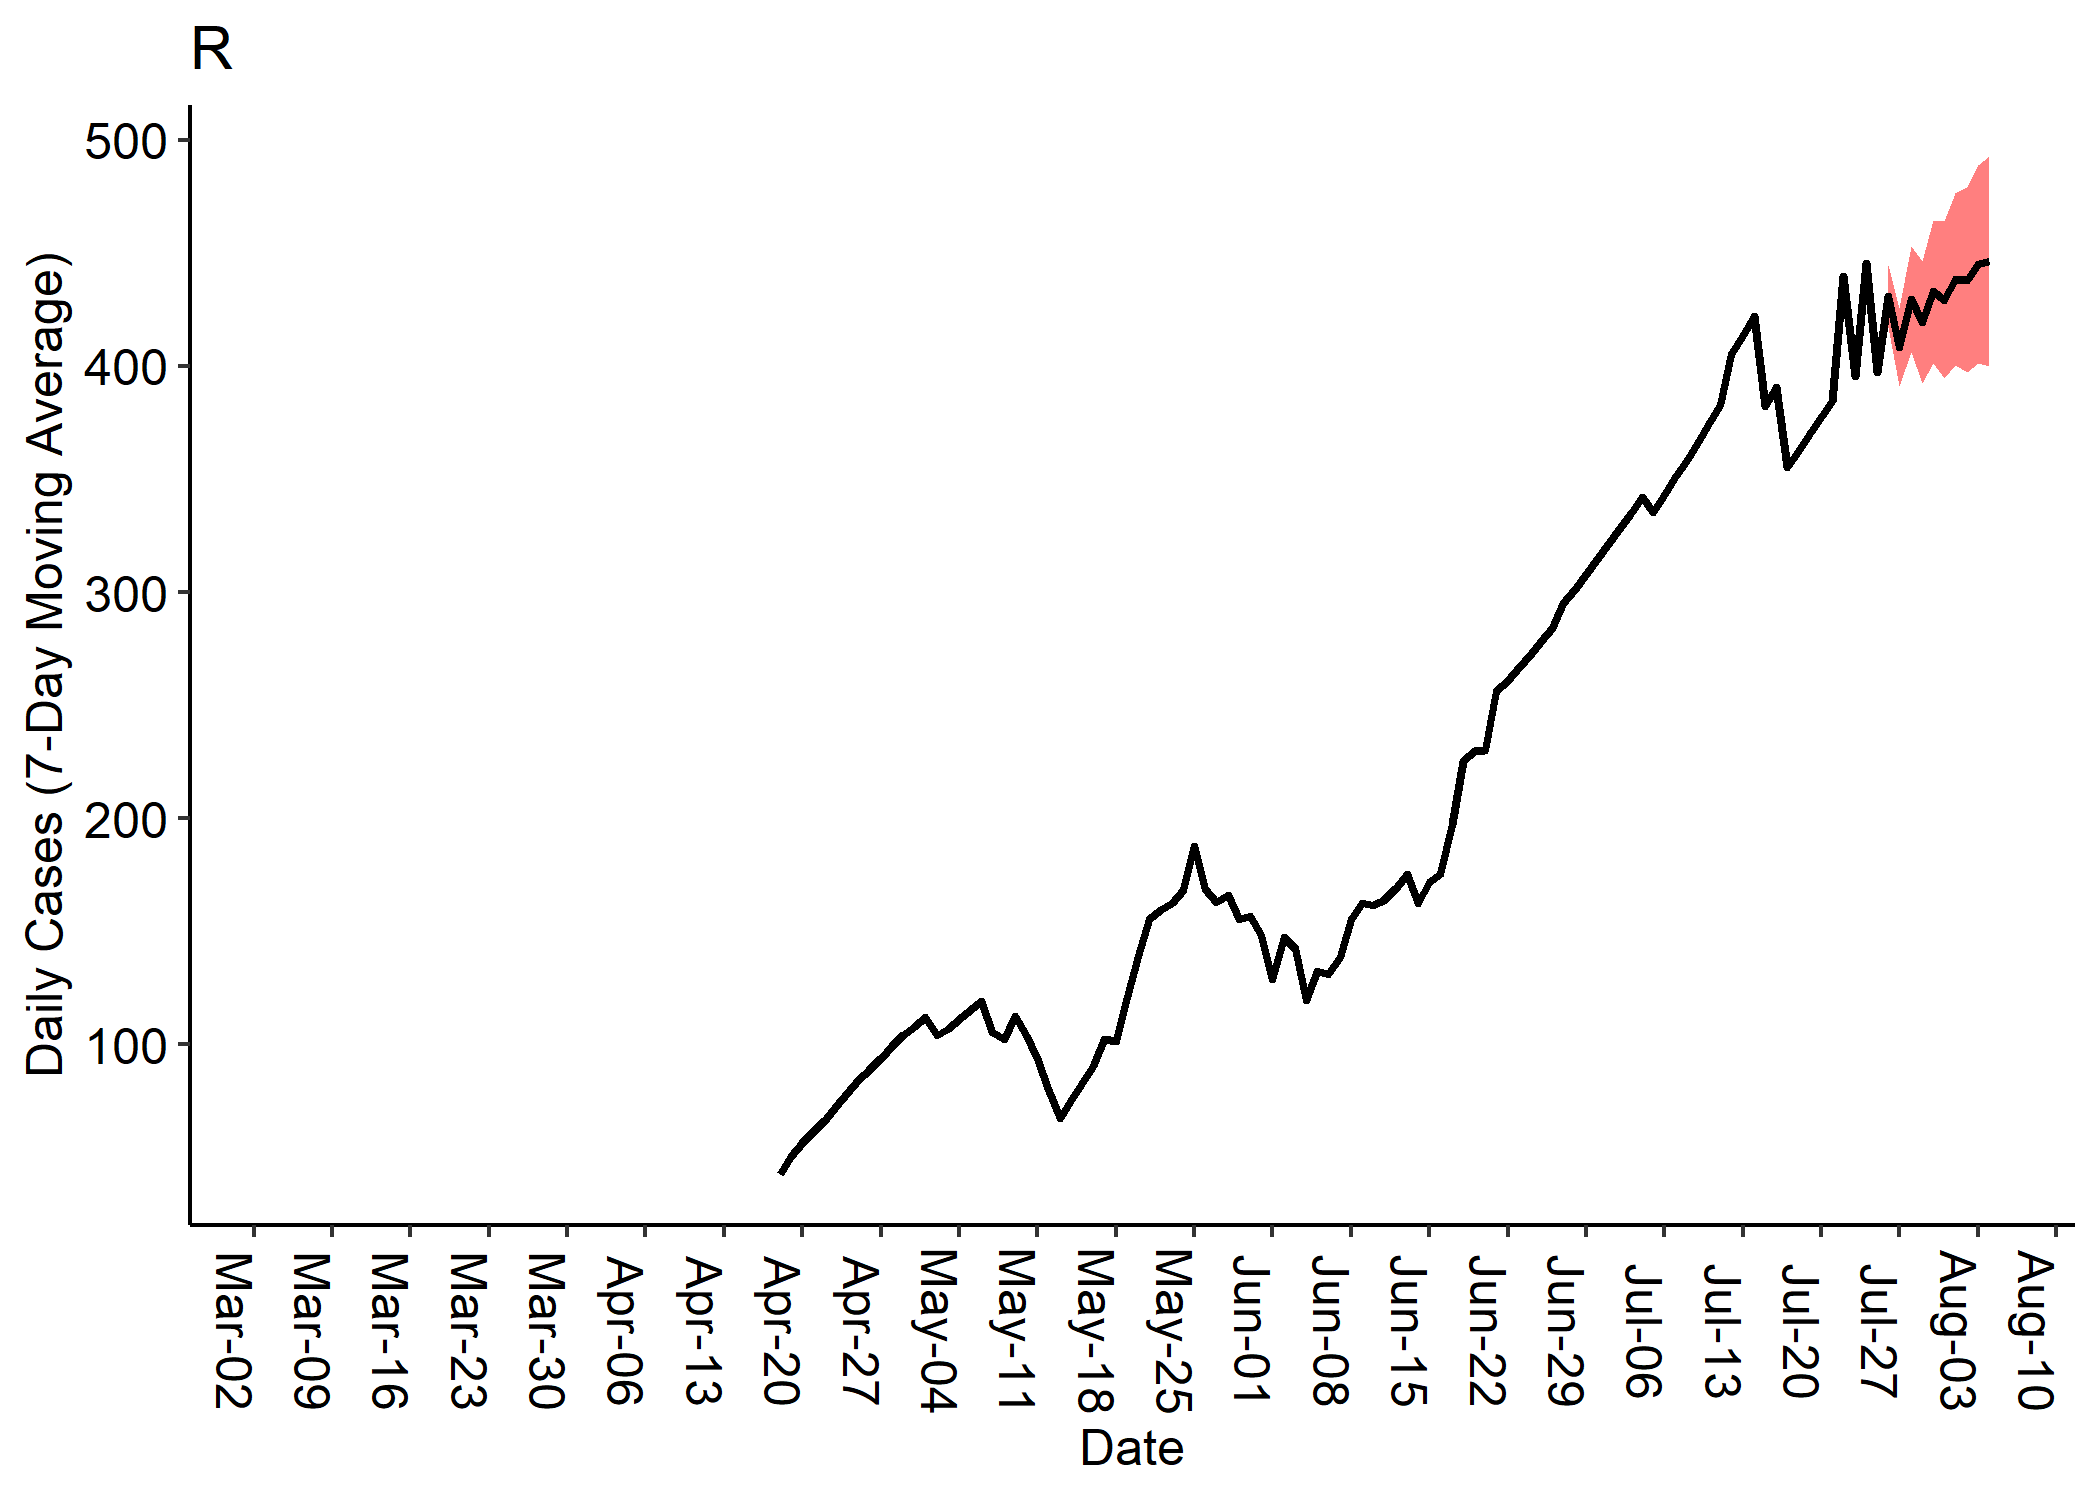 R
Daily Cases (7-Day Moving Average)
500
400
300
200
100
Mar-02
Mar-09
Mar-16
Mar-23
Mar-30
Apr-06
Apr-13
Apr-20
Apr-27
May-04
May-11
May-18
May-25
Jun-01
Jun-08
Jun-15
Jun-22
Jun-29
Jul-06
Jul-13
Jul-20
Jul-27
Aug-03
Aug-10
Date